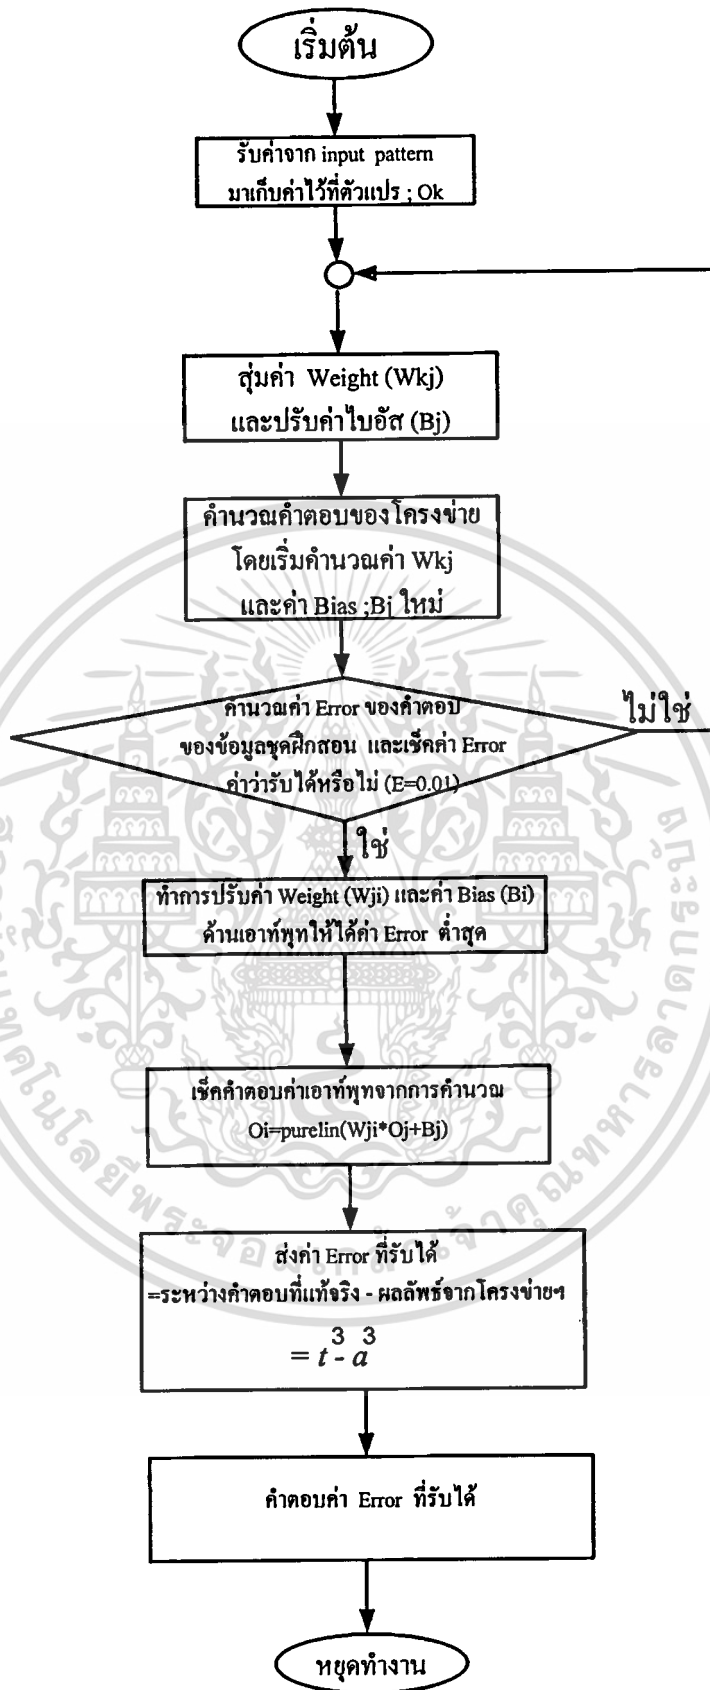 เริ่มต้น
รับค่าจาก input pattern
มาเก็บค่าไว้ที่ตัวแปร ; Ok
สุ่มค่า Weight (Wkj)
และปรับค่าไบอัส (Bj)
คำนวณคำตอบของโครงข่าย
โดยเริ่มคำนวณค่า Wkj
และค่า Bias ;Bj ใหม่
คำนวณค่า Error ของคำตอบ
ของข้อมูลชุดฝึกสอน และเช็คค่า Error
ค่าว่ารับได้หรือไม่ (E=0.01)
ไม่ใช่
ใช่
ทำการปรับค่า Weight (Wji) และค่า Bias (Bi)
ด้านเอาท์พุทให้ได้ค่า Error ต่ำสุด
เช็คคำตอบค่าเอาท์พุทจากการคำนวณ
Oi=purelin(Wji*Oj+Bj)
ส่งค่า Error ที่รับได้
=ระหว่างคำตอบที่แท้จริง - ผลลัพธ์จากโครงข่ายฯ
= t³ - a³
คำตอบค่า Error ที่รับได้
หยุดทำงาน